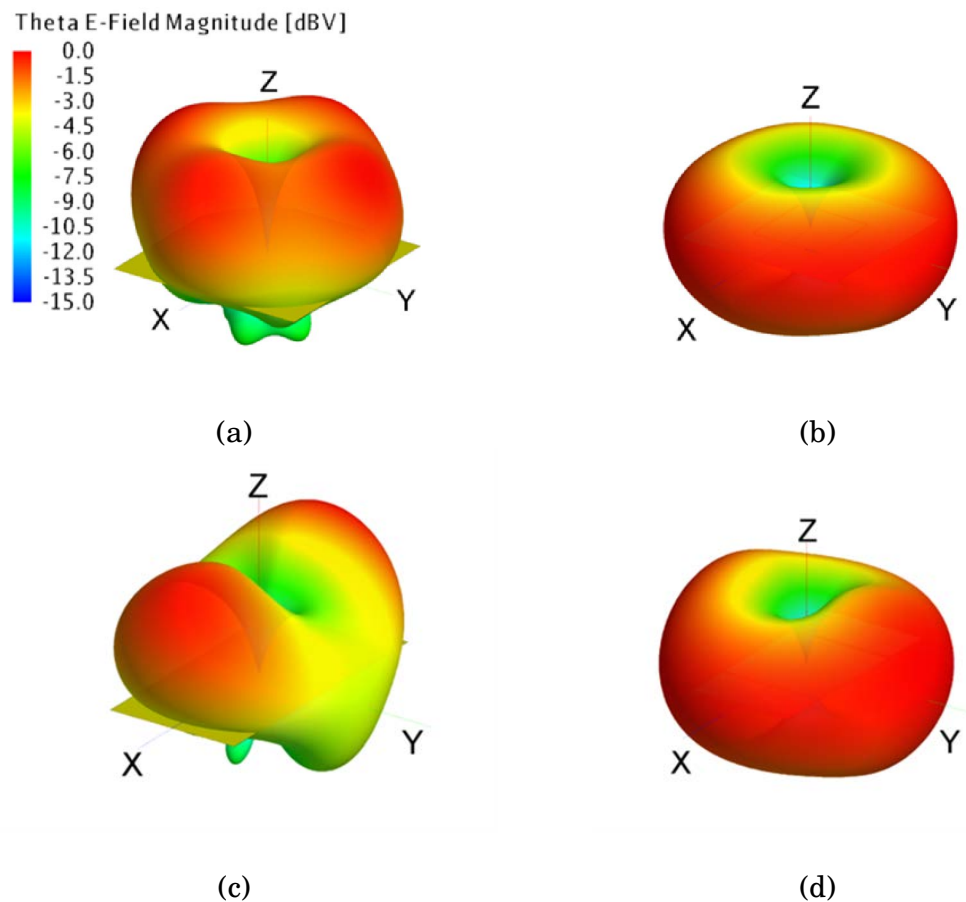 Theta E-Field Magnitude [dBV]
0.0
-1.5
-3.0
-4.5
-6.0
-7.5
-9.0
-10.5
-12.0
-13.5
-15.0
Z
X
Y
Z
X
Y
(a)
(b)
Z
X
Y
Z
X
Y
(c)
(d)